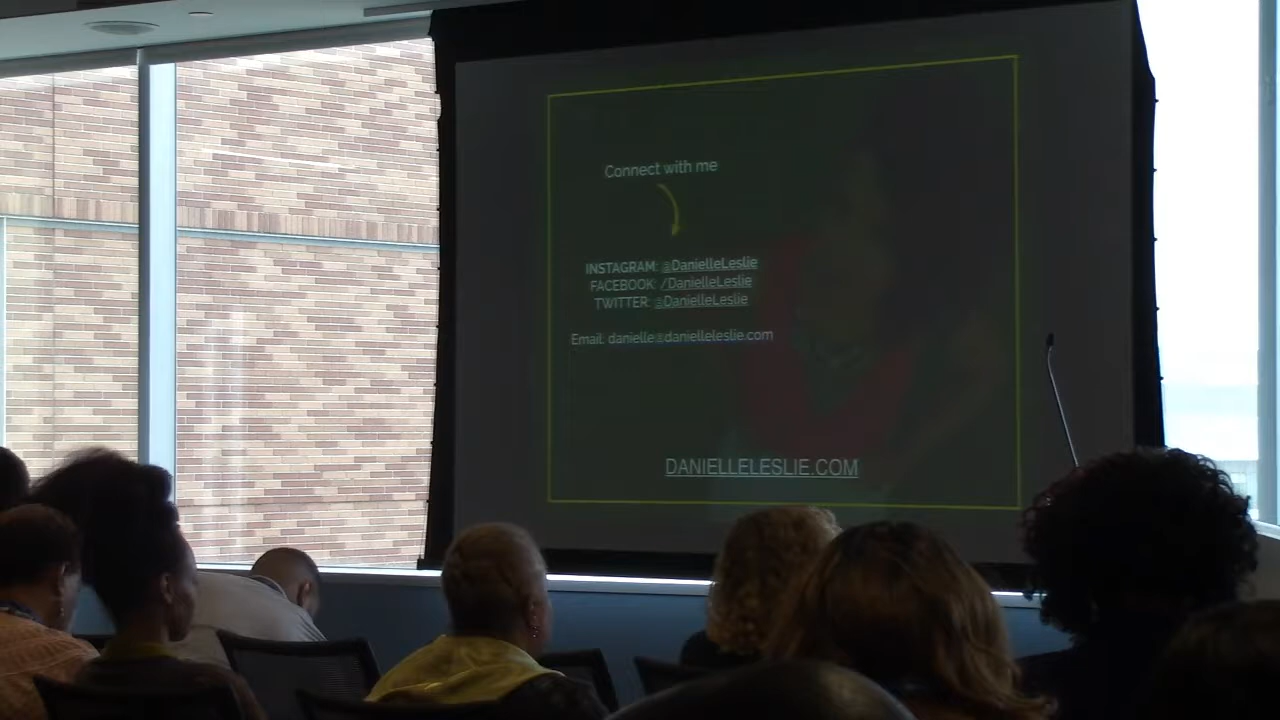 Connect with me
INSTAGRAM: @DanielleLeslie
FACEBOOK: /DanielleLeslie
TWITTER: @DanielleLeslie
Email: danielle@danielleleslie.com
DANIELLELESLIE.COM